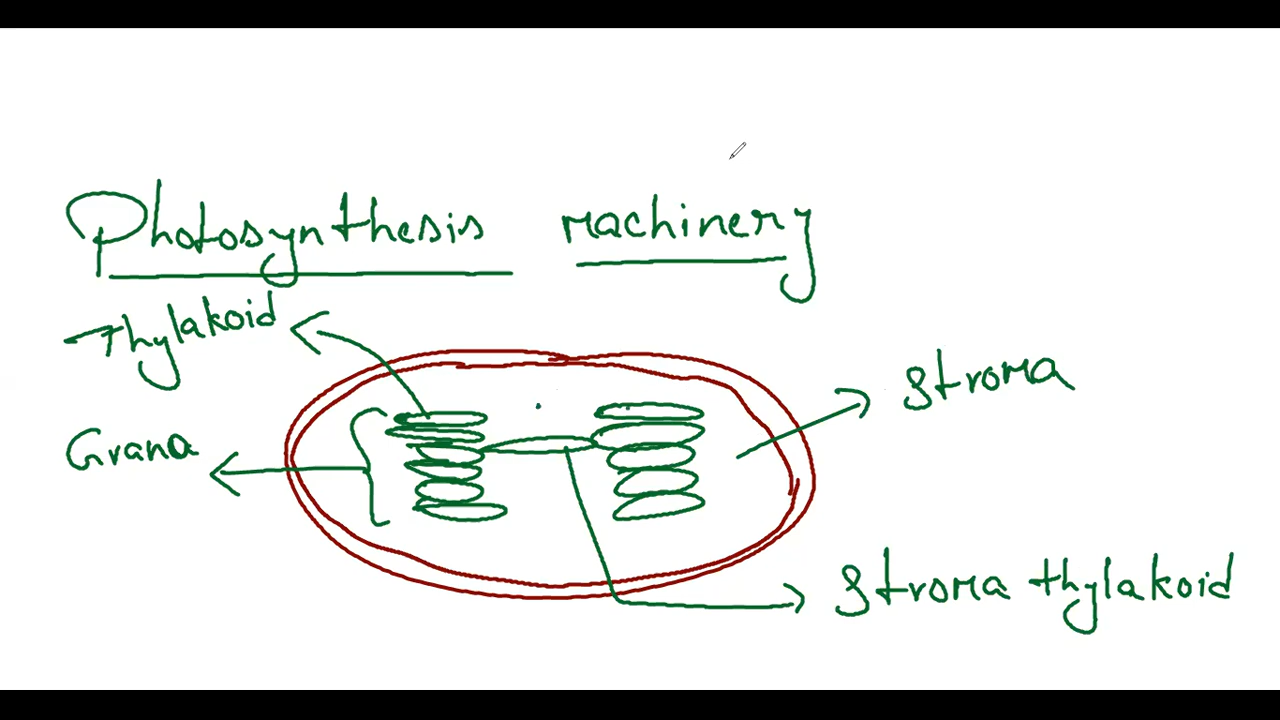 Photosynthesis machinery
Thylakoid
stroma
Grana
stroma thylakoid